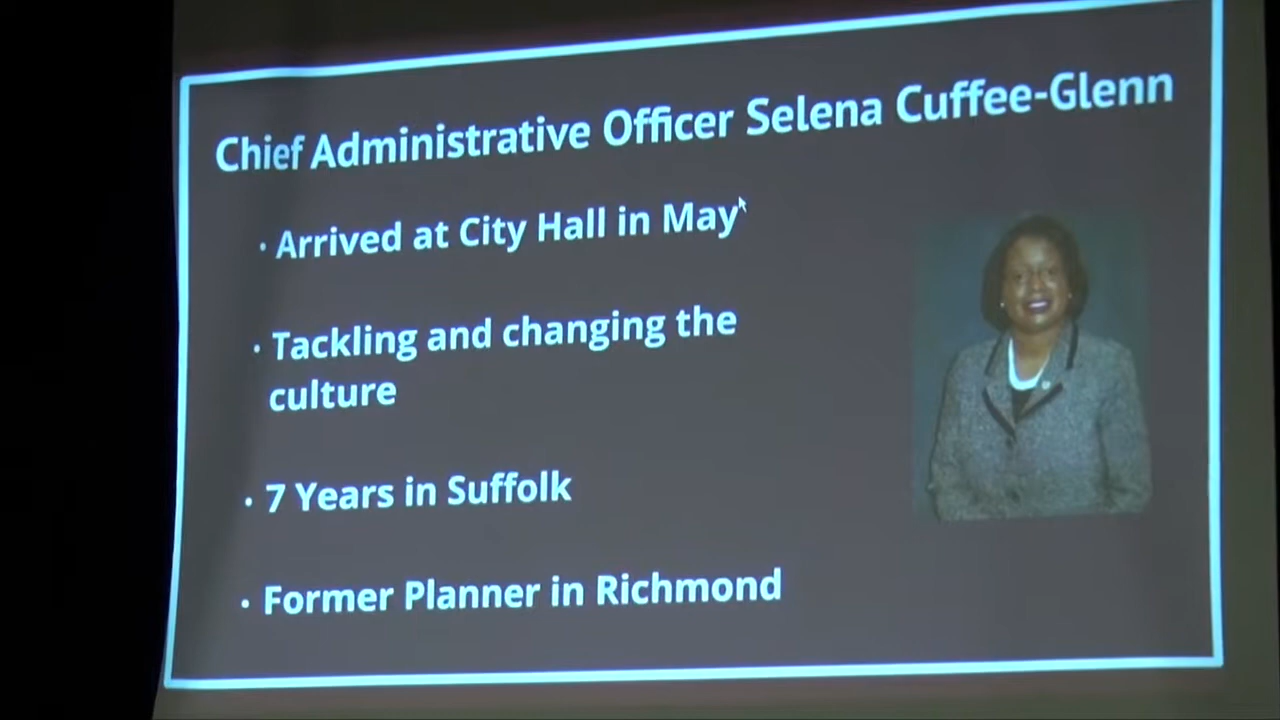 Chief Administrative Officer Selena Cuffee-Glenn
· Arrived at City Hall in May
· Tackling and changing the
culture
· 7 Years in Suffolk
· Former Planner in Richmond